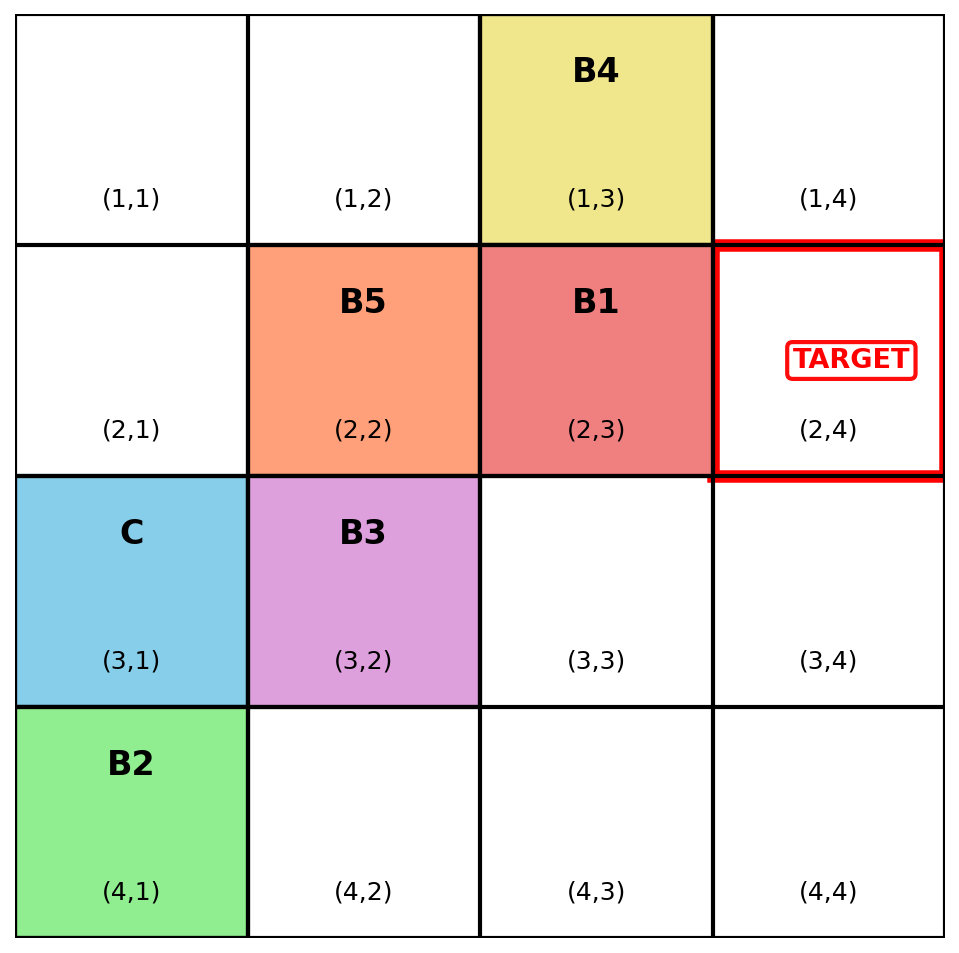 B4
(1,1) (1,2) (1,3) (1,4)
B5 B1
TARGET
(2,1) (2,2) (2,3) (2,4)
C B3
(3,1) (3,2) (3,3) (3,4)
B2
(4,1) (4,2) (4,3) (4,4)